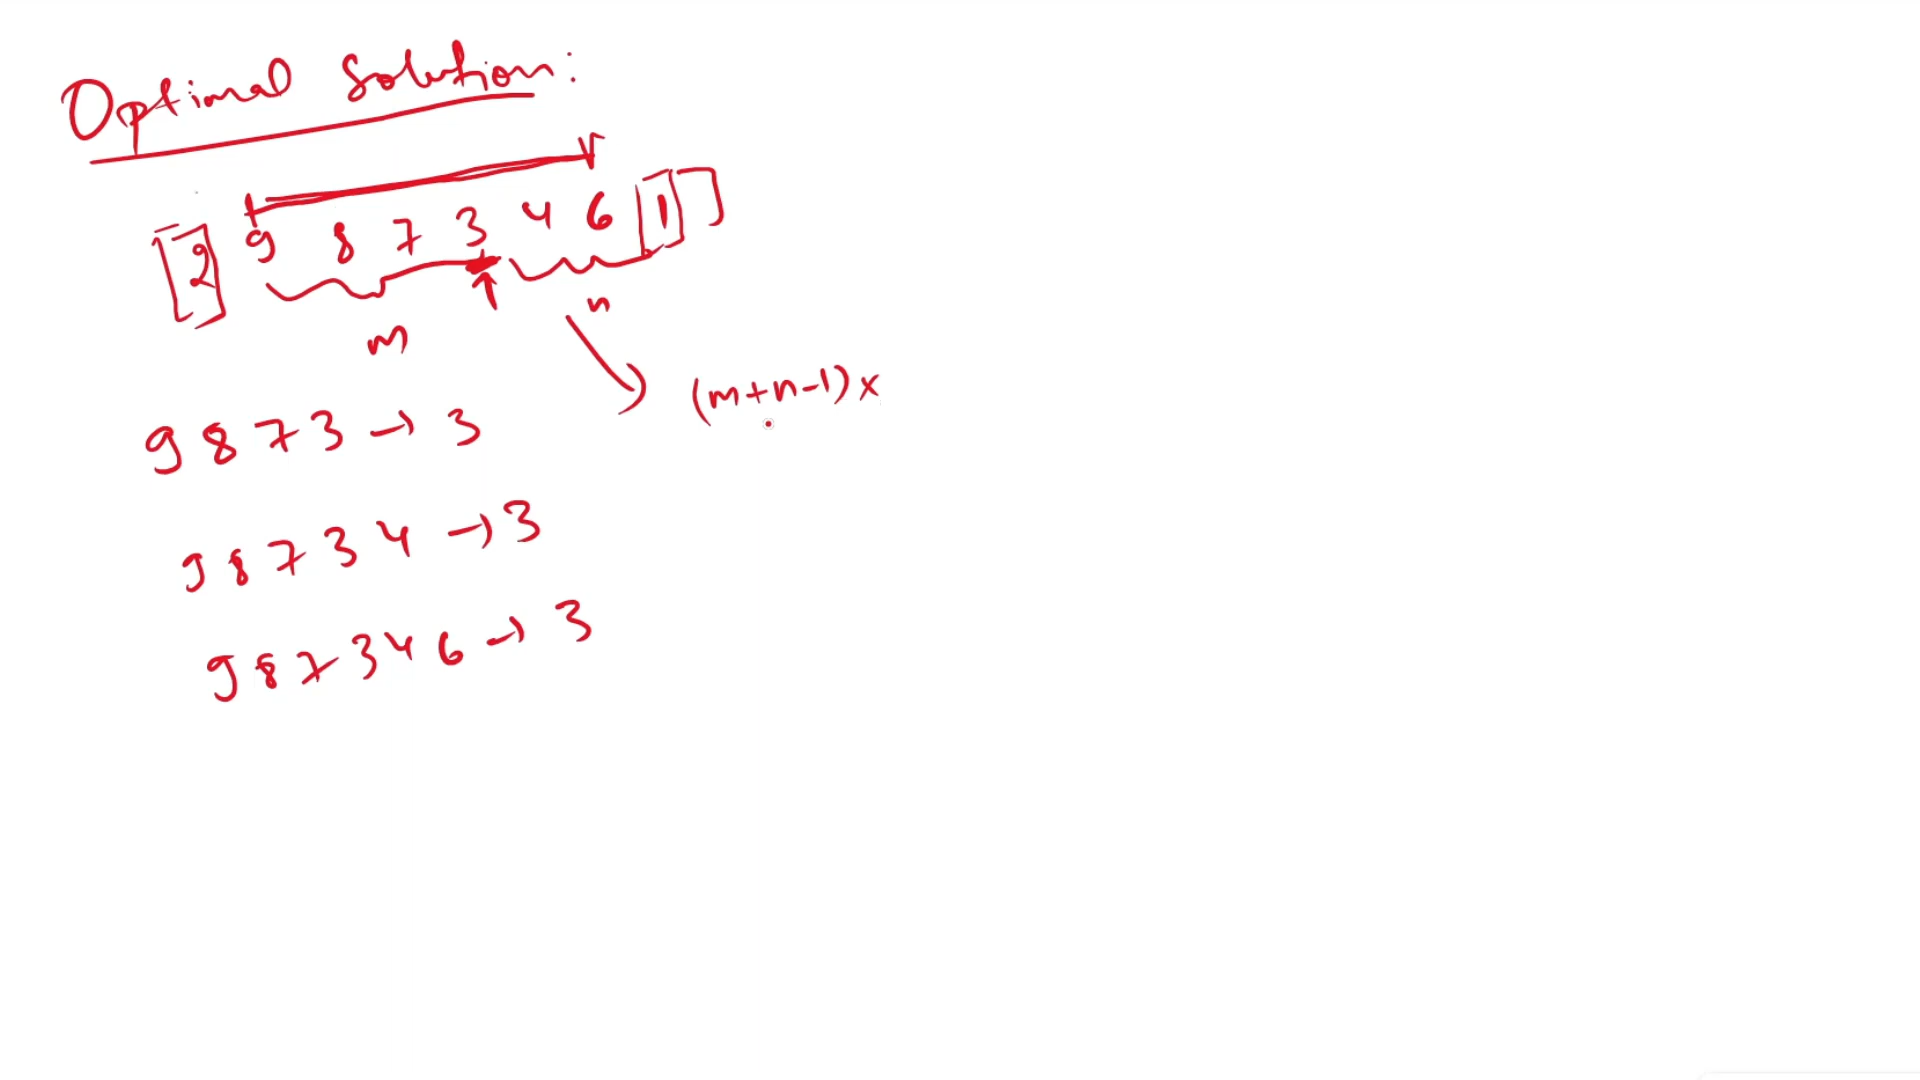 Optimal Solution:
[2 9 8 7 3 4 6 1]
m
n
(m+n-1)x
9 8 7 3 → 3
9 8 7 3 4 → 3
9 8 7 3 4 6 → 3